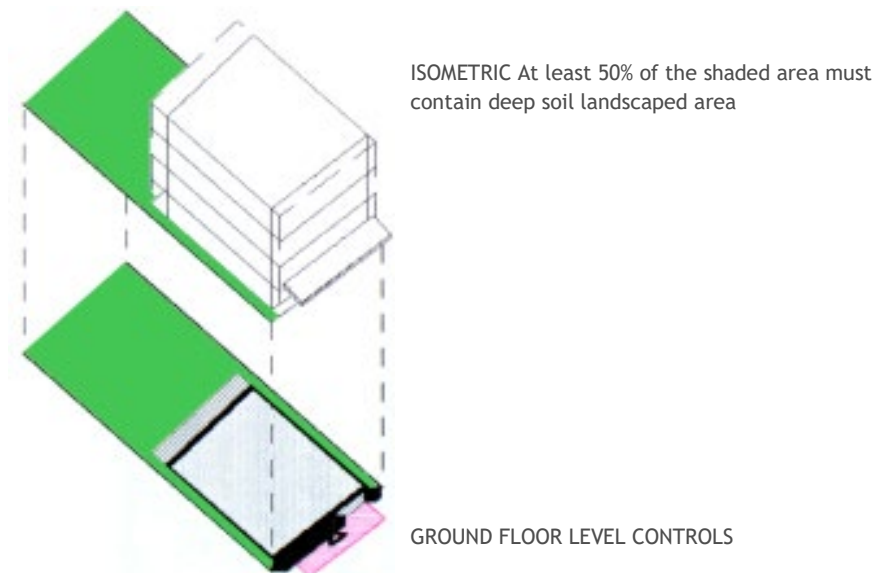 ISOMETRIC At least 50% of the shaded area must
contain deep soil landscaped area
GROUND FLOOR LEVEL CONTROLS